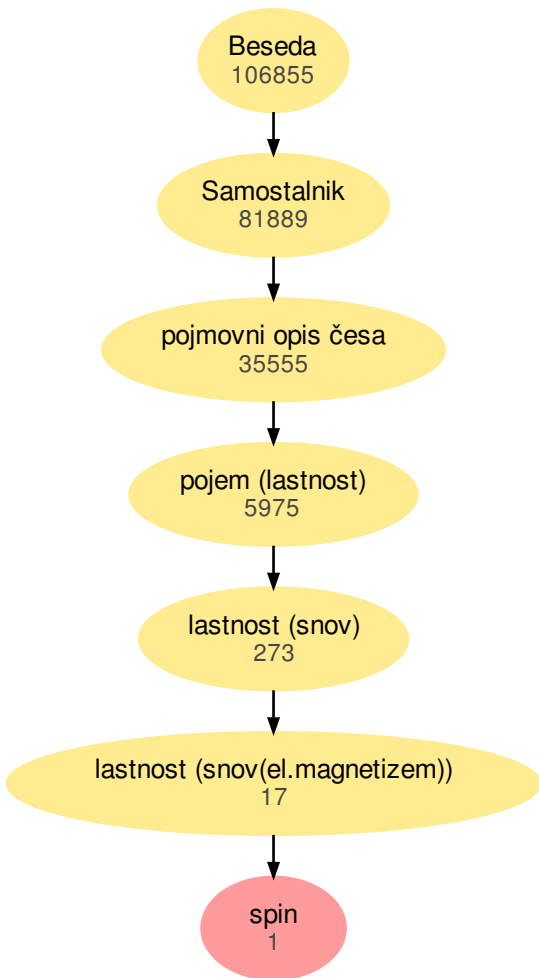 Beseda
106855
Samostalnik
81889
pojmovni opis česa
35555
pojem (lastnost)
5975
lastnost (snov)
273
lastnost (snov(el.magnetizem))
17
spin
1